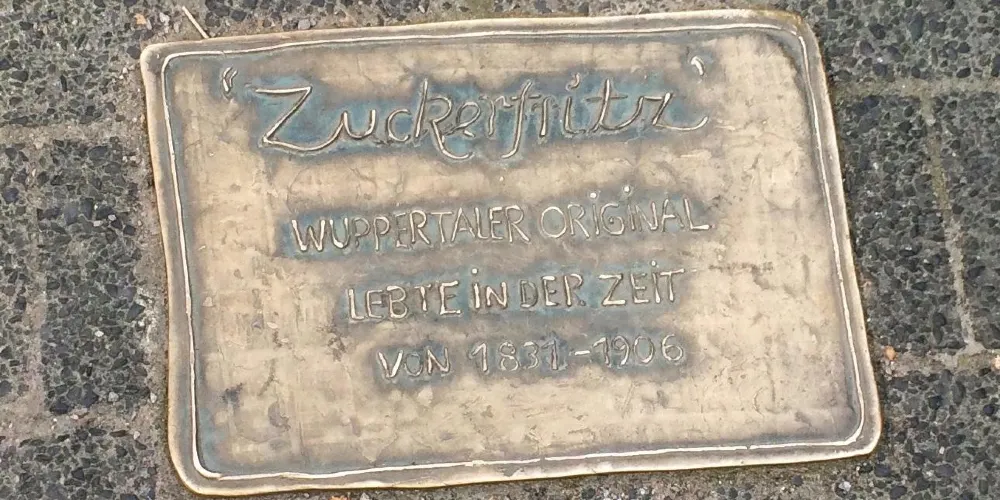 "Zuckerfritz"
WUPPERTALER ORIGINAL
LEBTE IN DER ZEIT
VON 1831-1906